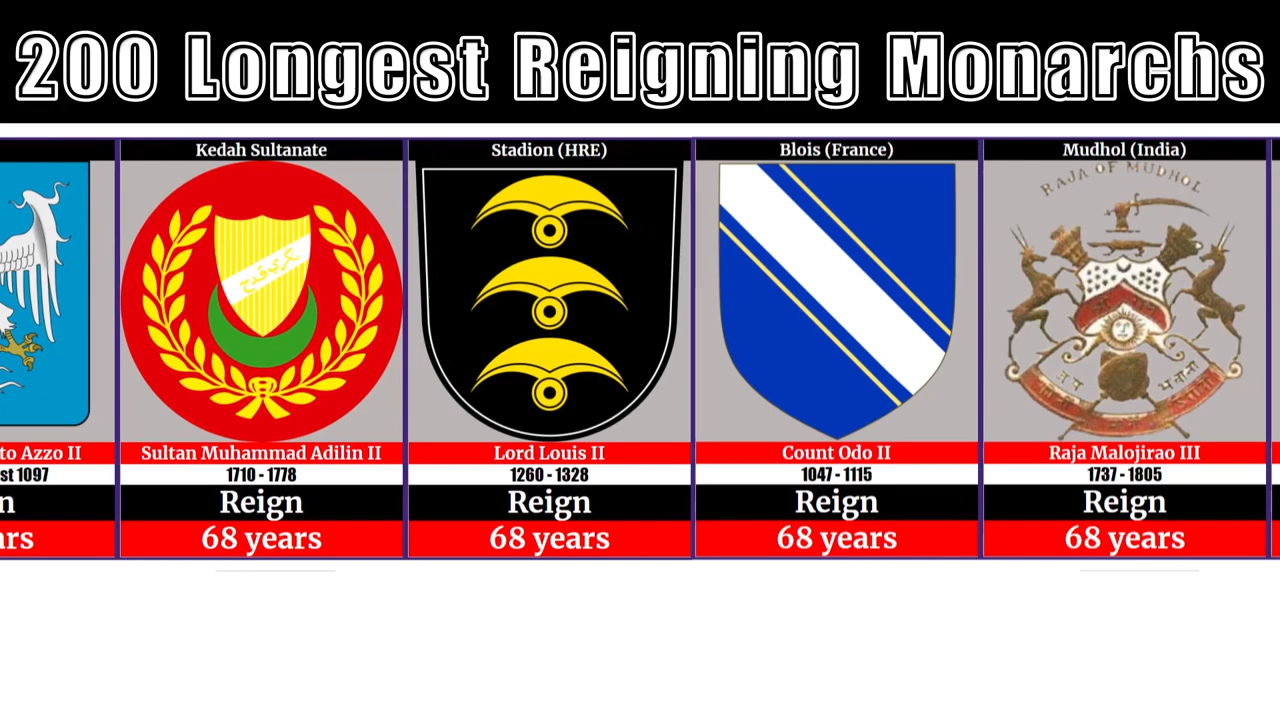 200 Longest Reigning Monarchs
to Azzo II
st 1097
Kedah Sultanate
Sultan Muhammad Adilin II
1710 - 1778
Reign
68 years
Stadion (HRE)
Lord Louis II
1260 - 1328
Reign
68 years
Blois (France)
Count Odo II
1047 - 1115
Reign
68 years
Mudhol (India)
RAJA OF MUDHOL
Raja Malojirao III
1737 - 1805
Reign
68 years